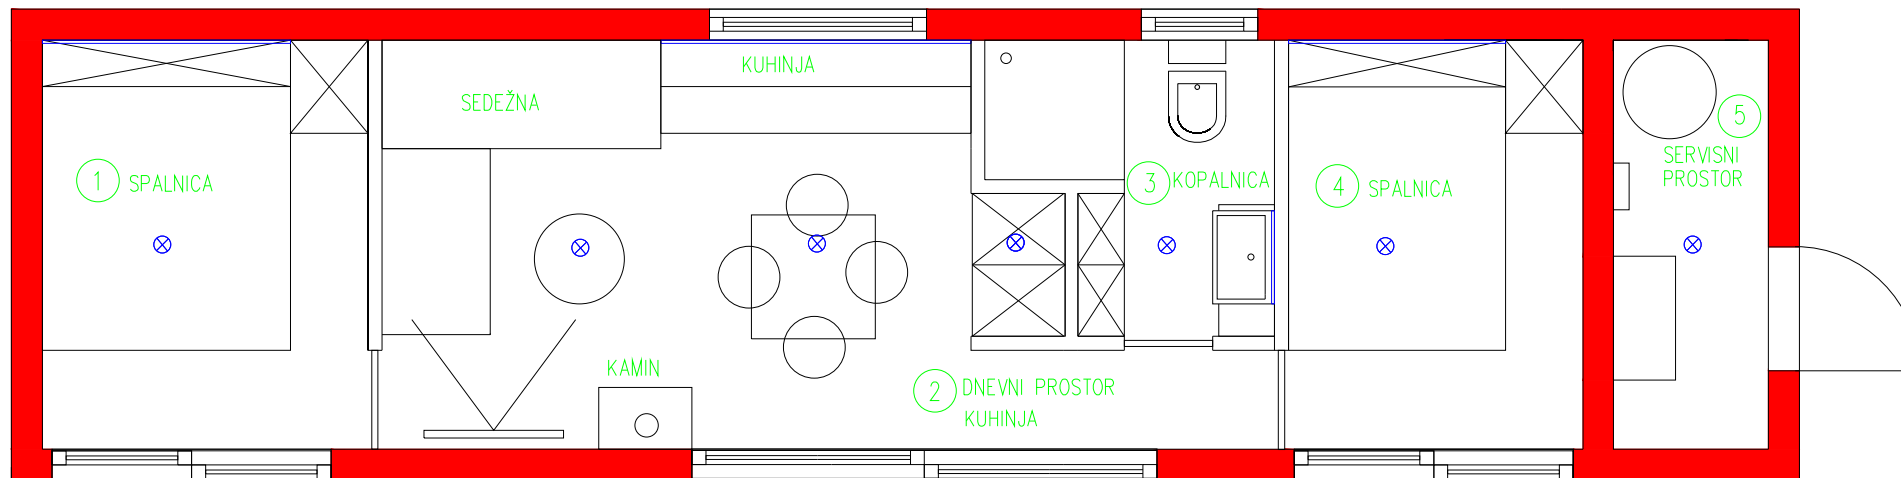 KUHINJA
SEDEŽNA
1 SPALNICA
KAMIN
2 DNEVNI PROSTOR
KUHINJA
3 KOPALNICA
4 SPALNICA
5
SERVISNI
PROSTOR